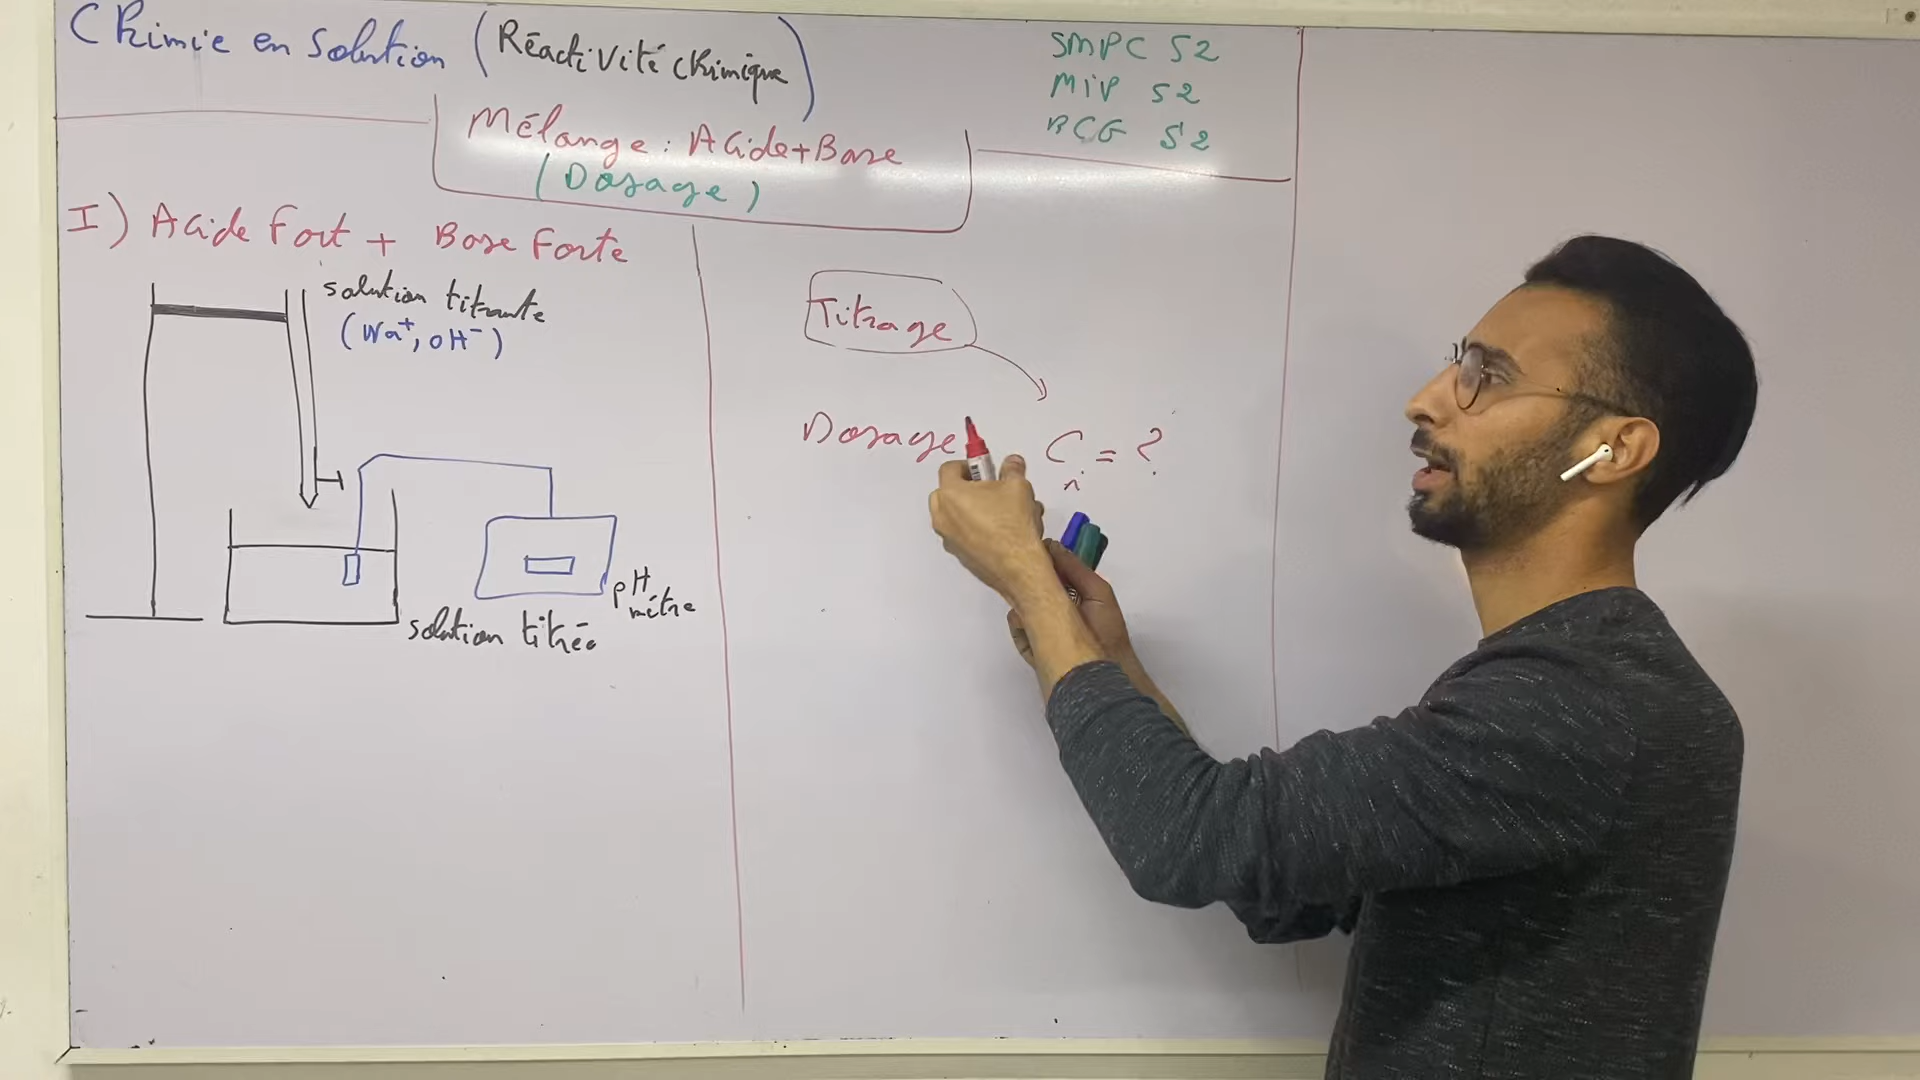 Chimie en solution (Réactivité chimique)
SMPC S2
MIP S2
BCG S2
Mélange : Acide + Base
(Dosage)
I) Acide Fort + Base Forte
solution titrante
(Na⁺, OH⁻)
pH mètre
solution titrée
Titrage
Dosage
C = ?
n